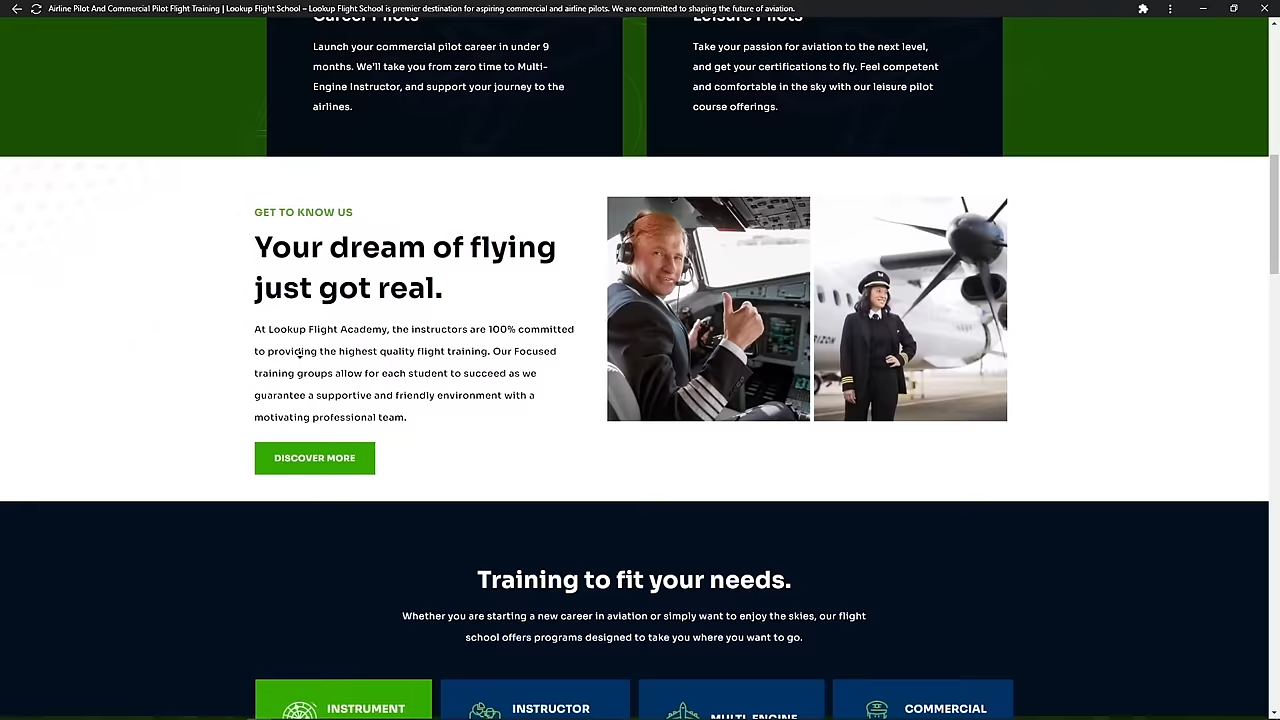 Airline Pilot And Commercial Pilot Flight Training | Lookup Flight School – Lookup Flight School is premier destination for aspiring commercial and airline pilots. We are committed to shaping the future of aviation.
Career Pilots
Leisure Pilots
Launch your commercial pilot career in under 9
months. We'll take you from zero time to Multi-
Engine Instructor, and support your journey to the
airlines.
Take your passion for aviation to the next level,
and get your certifications to fly. Feel competent
and comfortable in the sky with our leisure pilot
course offerings.
GET TO KNOW US
Your dream of flying
just got real.
At Lookup Flight Academy, the instructors are 100% committed
to providing the highest quality flight training. Our Focused
training groups allow for each student to succeed as we
guarantee a supportive and friendly environment with a
motivating professional team.
DISCOVER MORE
Training to fit your needs.
Whether you are starting a new career in aviation or simply want to enjoy the skies, our flight
school offers programs designed to take you where you want to go.
INSTRUMENT
INSTRUCTOR
MULTI-ENGINE
COMMERCIAL